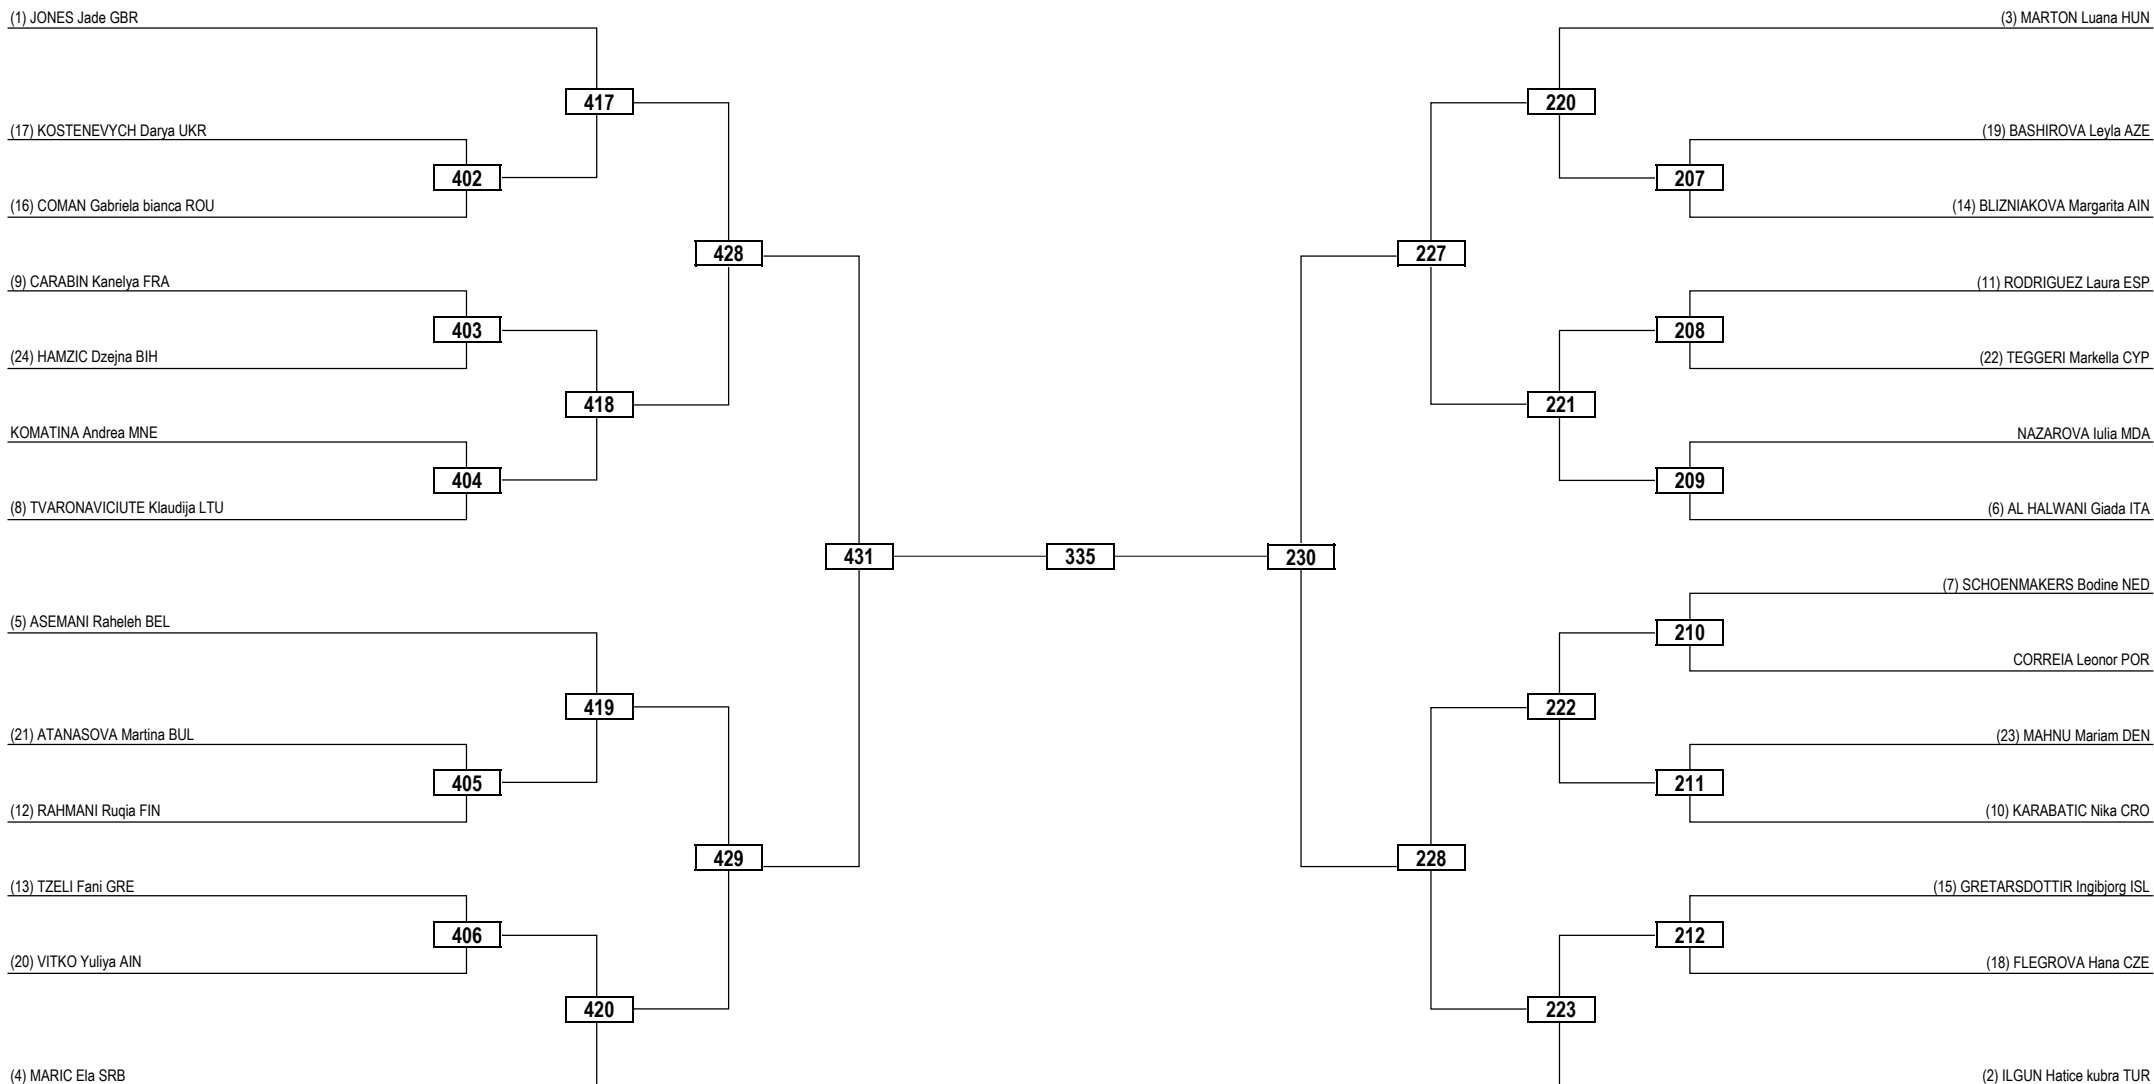 (1) JONES Jade GBR
(3) MARTON Luana HUN
417
220
(17) KOSTENEVYCH Darya UKR
(19) BASHIROVA Leyla AZE
402
207
(16) COMAN Gabriela bianca ROU
(14) BLIZNIAKOVA Margarita AIN
428
227
(9) CARABIN Kanelya FRA
(11) RODRIGUEZ Laura ESP
403
208
(24) HAMZIC Dzejna BIH
(22) TEGGERI Markella CYP
418
221
KOMATINA Andrea MNE
NAZAROVA Iulia MDA
404
209
(8) TVARONAVICIUTE Klaudija LTU
(6) AL HALWANI Giada ITA
431
335
230
(7) SCHOENMAKERS Bodine NED
(5) ASEMANI Raheleh BEL
210
CORREIA Leonor POR
419
222
(21) ATANASOVA Martina BUL
(23) MAHNU Mariam DEN
405
211
(12) RAHMANI Ruqia FIN
(10) KARABATIC Nika CRO
429
228
(13) TZELI Fani GRE
(15) GRETARSDOTTIR Ingibjorg ISL
406
212
(20) VITKO Yuliya AIN
(18) FLEGROVA Hana CZE
420
223
(4) MARIC Ela SRB
(2) ILGUN Hatice kubra TUR